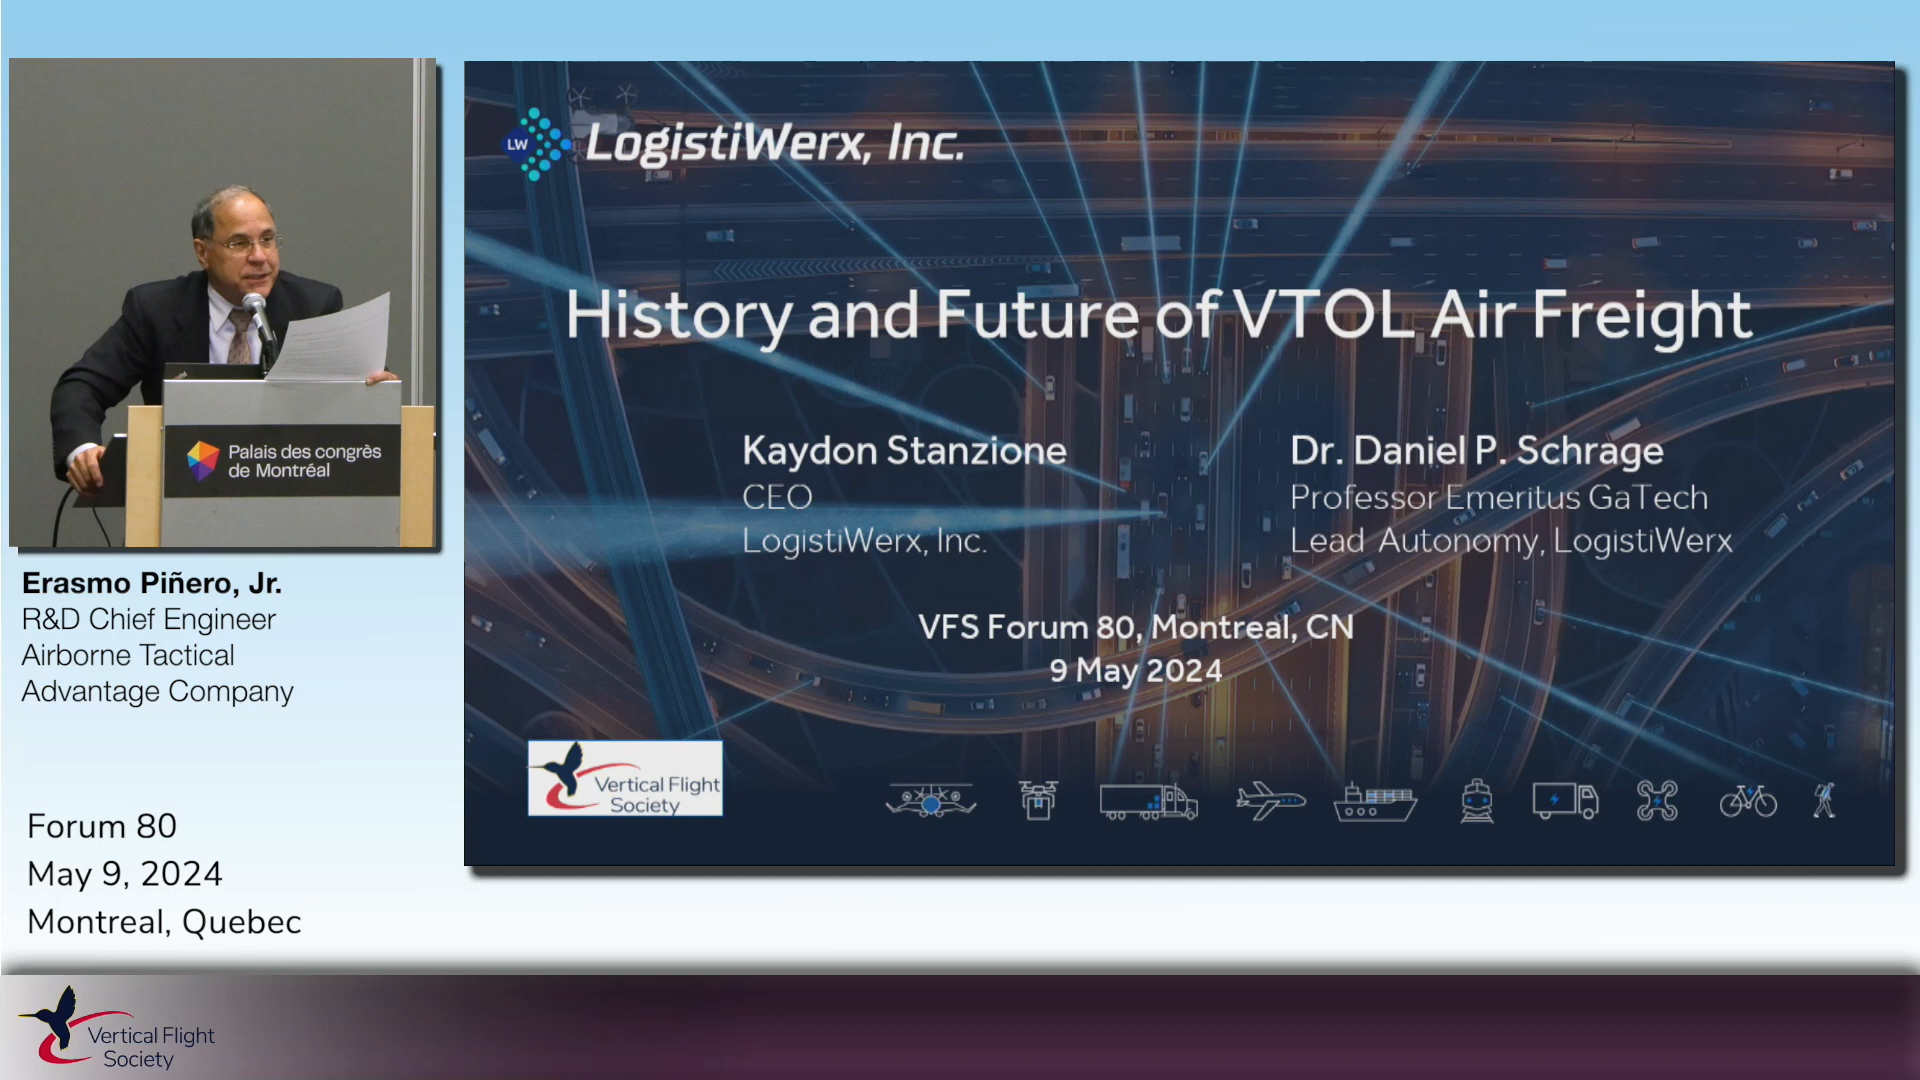 LW
LogistiWerx, Inc.
History and Future of VTOL Air Freight
Kaydon Stanzione
CEO
LogistiWerx, Inc.
Dr. Daniel P. Schrage
Professor Emeritus GaTech
Lead Autonomy, LogistiWerx
VFS Forum 80, Montreal, CN
9 May 2024
Vertical Flight
Society
Palais des congrès
de Montréal
Erasmo Piñero, Jr.
R&D Chief Engineer
Airborne Tactical
Advantage Company
Forum 80
May 9, 2024
Montreal, Quebec
Vertical Flight
Society